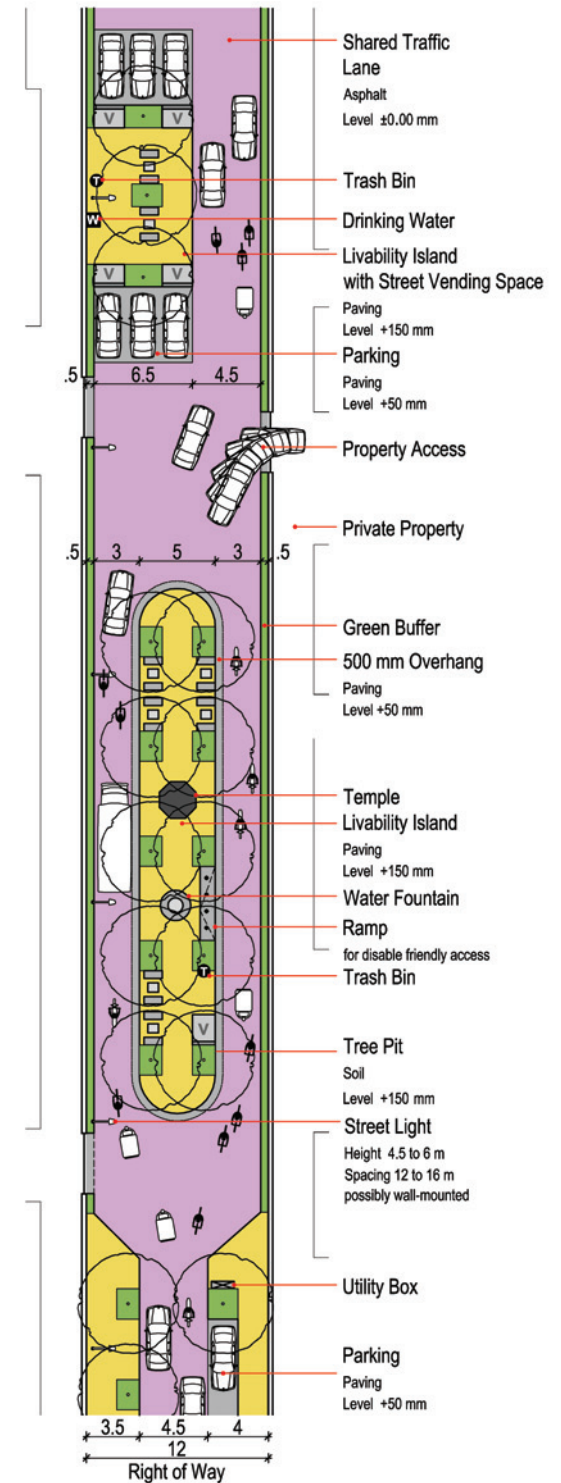 Shared Traffic
Lane
Asphalt
Level ±0.00 mm
V
V
T
Trash Bin
W
Drinking Water
Livability Island
with Street Vending Space
Paving
Level +150 mm
V
V
Parking
Paving
Level +50 mm
.5
6.5
4.5
Property Access
Private Property
.5
3
5
3
.5
Green Buffer
500 mm Overhang
Paving
Level +50 mm
Temple
Livability Island
Paving
Level +150 mm
Water Fountain
Ramp
for disable friendly access
T
Trash Bin
V
Tree Pit
Soil
Level +150 mm
Street Light
Height 4.5 to 6 m
Spacing 12 to 16 m
possibly wall-mounted
Utility Box
Parking
Paving
Level +50 mm
3.5
4.5
4
12
Right of Way